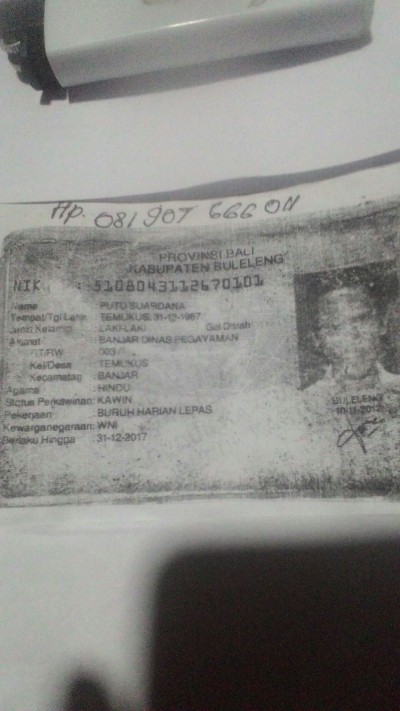 Hp. 081 907 666 011
PROVINSI BALI
KABUPATEN BULELENG
NIK : 5108043112670101
Nama : PUTU SUARDANA
Tempat/Tgl Lahir : TEMUKUS, 31-12-1967
Jenis Kelamin : LAKI-LAKI Gol Darah
Alamat : BANJAR DINAS PEGAYAMAN
RT/RW : 003/
Kel/Desa : TEMUKUS
Kecamatan : BANJAR
Agama : HINDU
Status Perkawinan: KAWIN
Pekerjaan : BURUH HARIAN LEPAS
Kewarganegaraan: WNI
Berlaku Hingga : 31-12-2017
BULELENG
10-11-2012